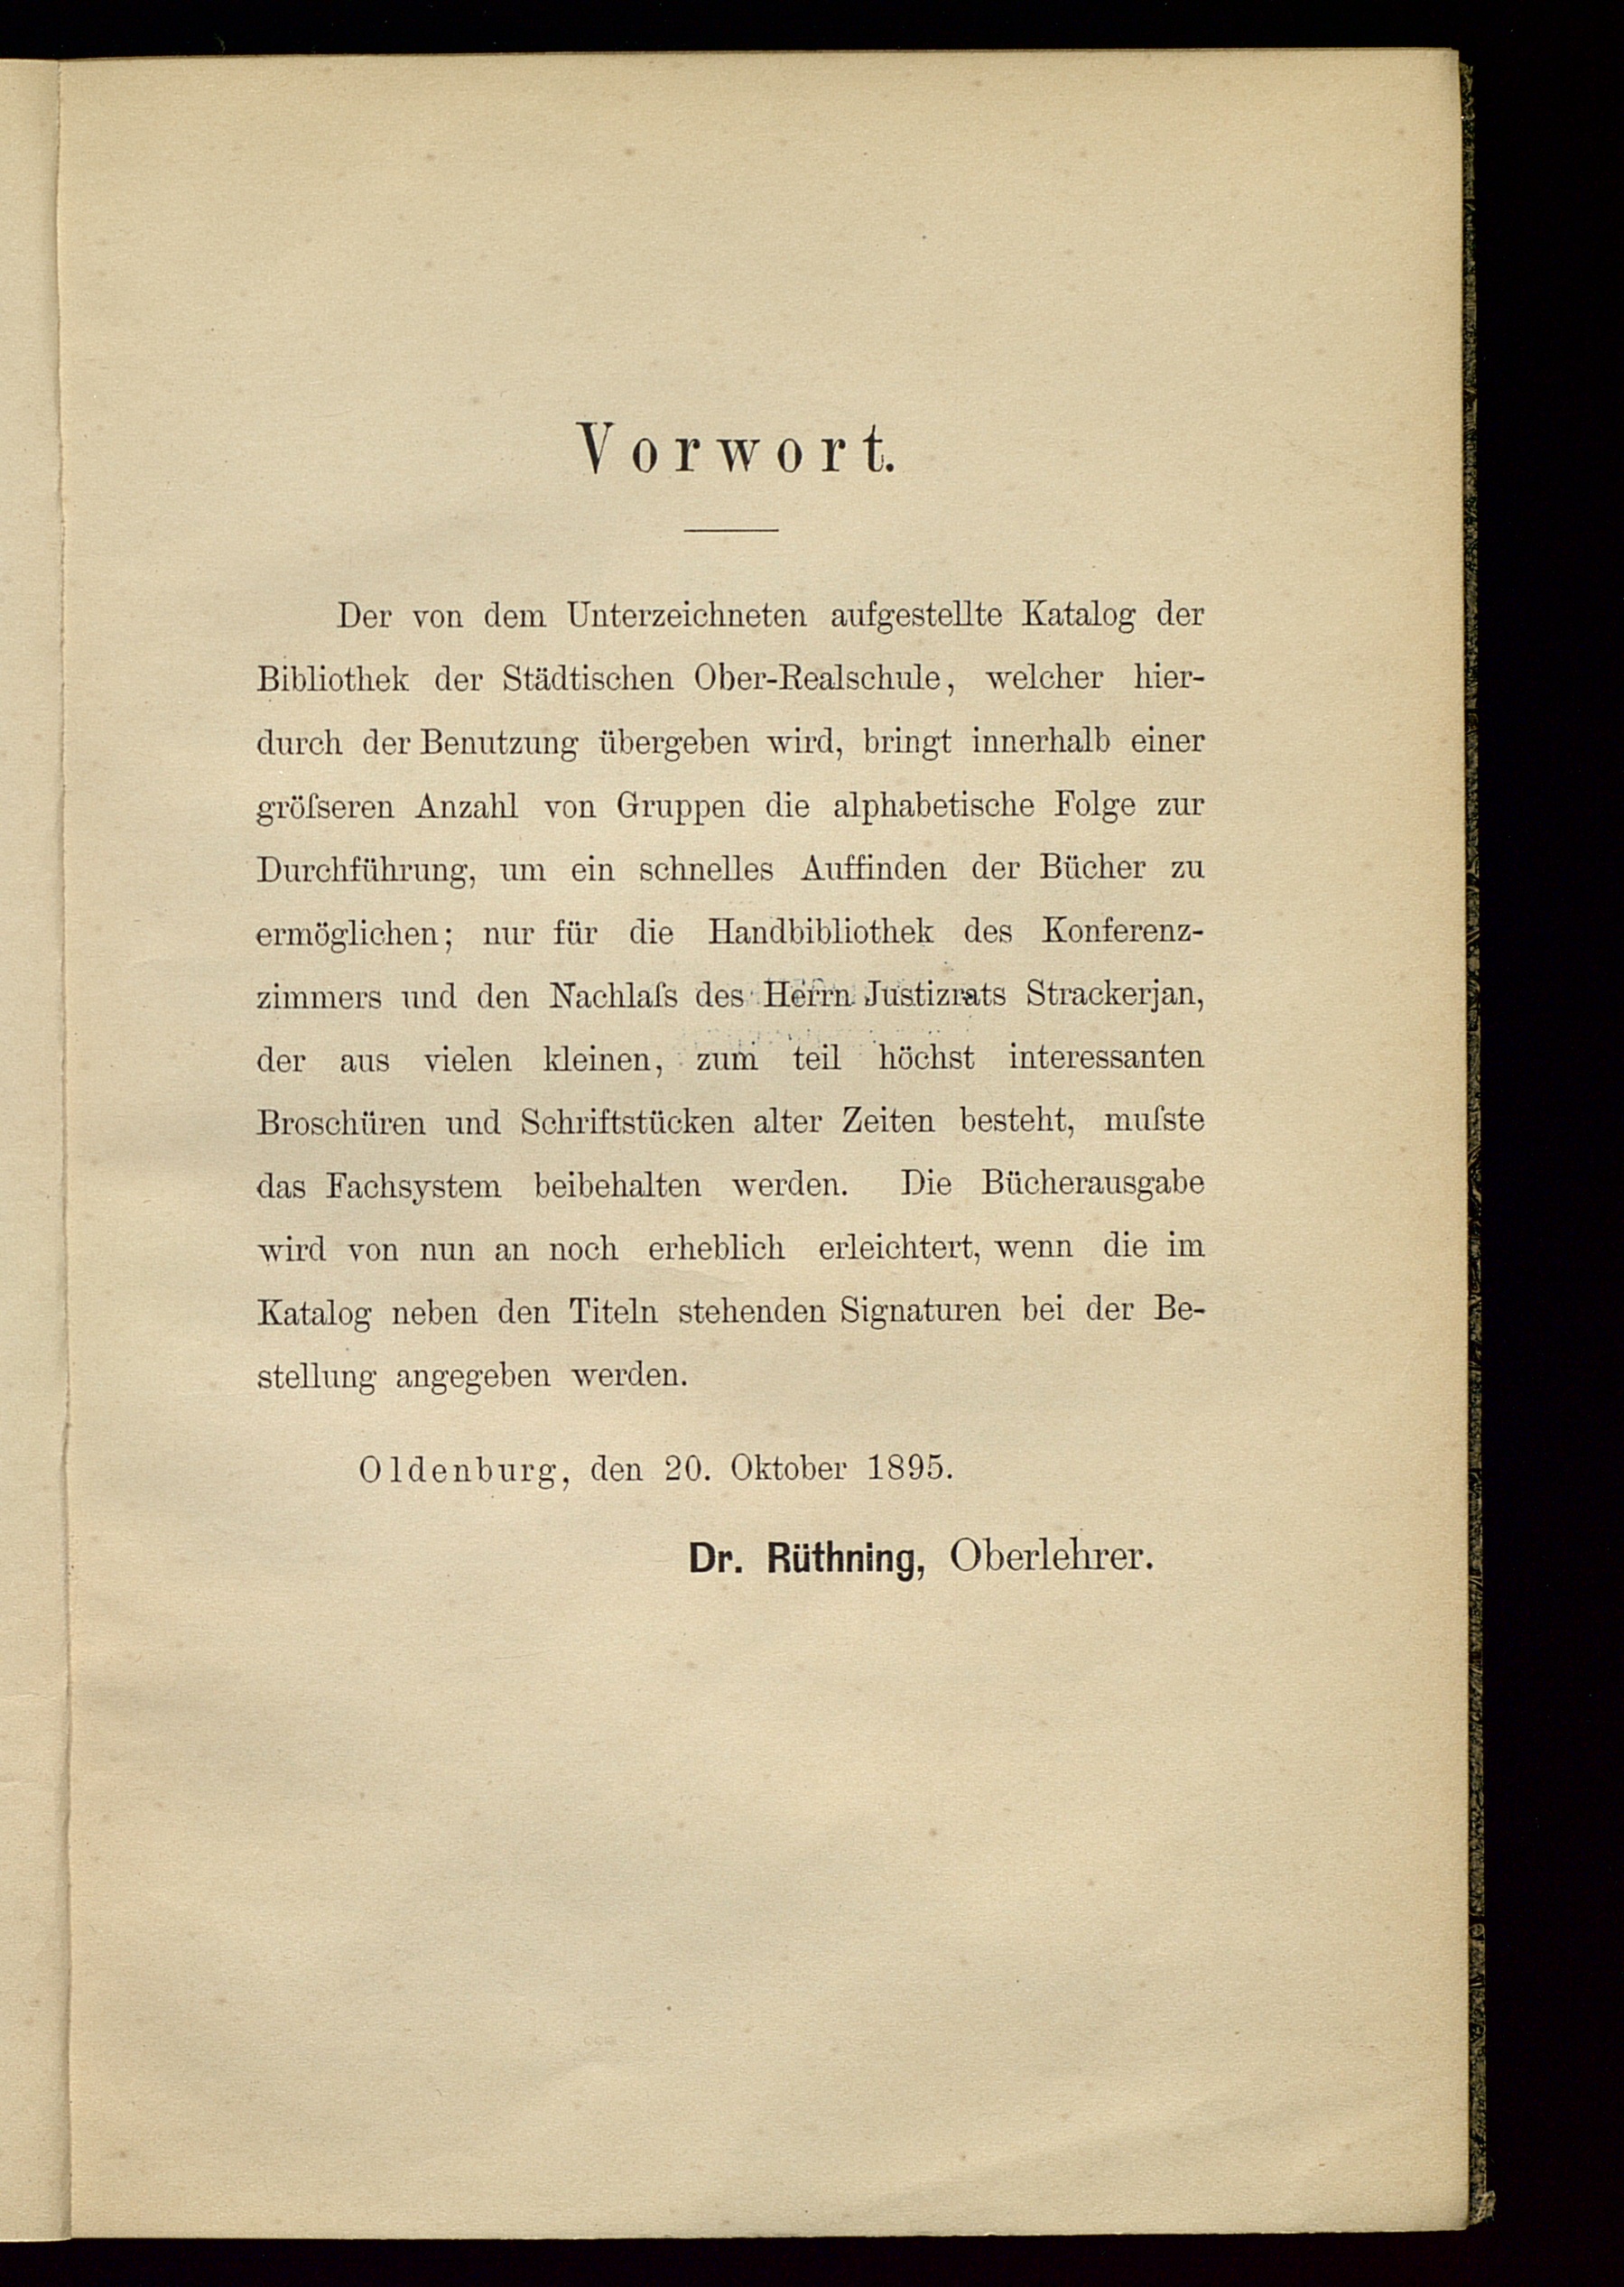 Vorwort.
Der von dem Unterzeichneten aufgestellte Katalog der
Bibliothek der Städtischen Ober-Realschule, welcher hier-
durch der Benutzung übergeben wird, bringt innerhalb einer
gröſseren Anzahl von Gruppen die alphabetische Folge zur
Durchführung, um ein schnelles Auffinden der Bücher zu
ermöglichen; nur für die Handbibliothek des Konferenz-
zimmers und den Nachlaſs des Herrn Justizrats Strackerjan,
der aus vielen kleinen, zum teil höchst interessanten
Broschüren und Schriftstücken alter Zeiten besteht, muſste
das Fachsystem beibehalten werden. Die Bücherausgabe
wird von nun an noch erheblich erleichtert, wenn die im
Katalog neben den Titeln stehenden Signaturen bei der Be-
stellung angegeben werden.
Oldenburg, den 20. Oktober 1895.
Dr. Rüthning, Oberlehrer.